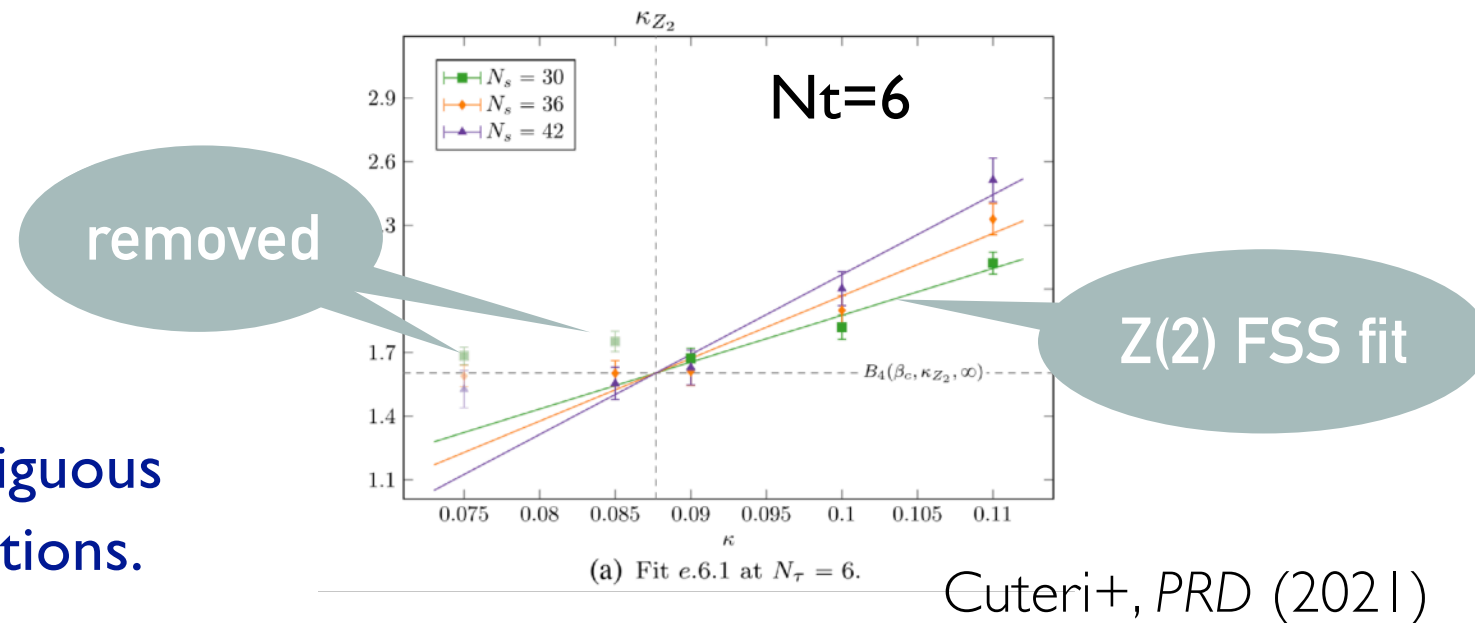 κZ2
Ns = 30
Ns = 36
Ns = 42
Nt=6
2.9
2.6
.3
1.7
1.4
1.1
removed
Z(2) FSS fit
B4(βc, κZ2, ∞)
iguous
tions.
0.075 0.08 0.085 0.09 0.095 0.1 0.105 0.11
κ
(a) Fit e.6.1 at Nτ = 6.
Cuteri+, PRD (2021)